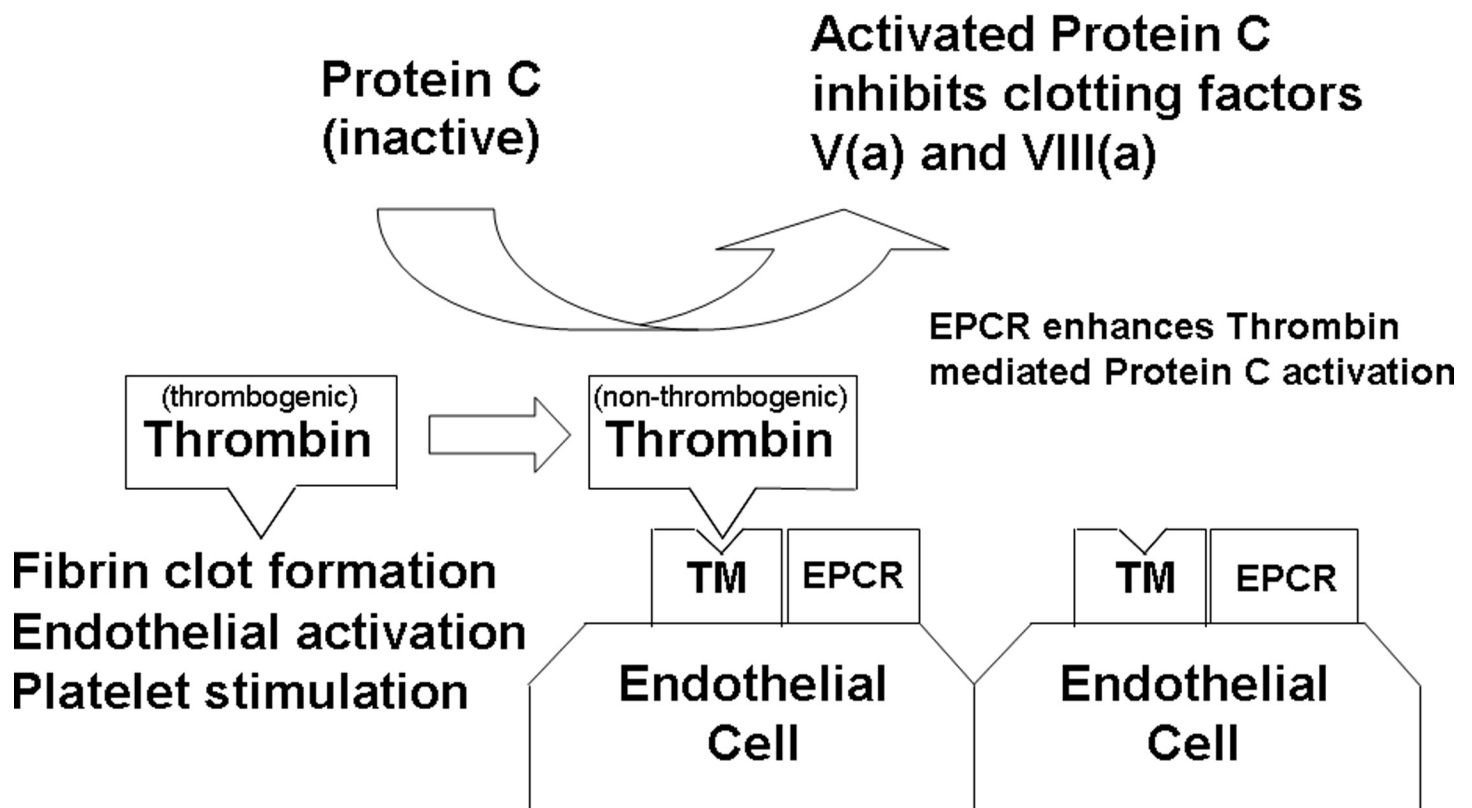 Protein C
(inactive)
Activated Protein C
inhibits clotting factors
V(a) and VIII(a)
EPCR enhances Thrombin
mediated Protein C activation
(thrombogenic)
Thrombin
(non-thrombogenic)
Thrombin
Fibrin clot formation
Endothelial activation
Platelet stimulation
TM
EPCR
TM
EPCR
Endothelial
Cell
Endothelial
Cell